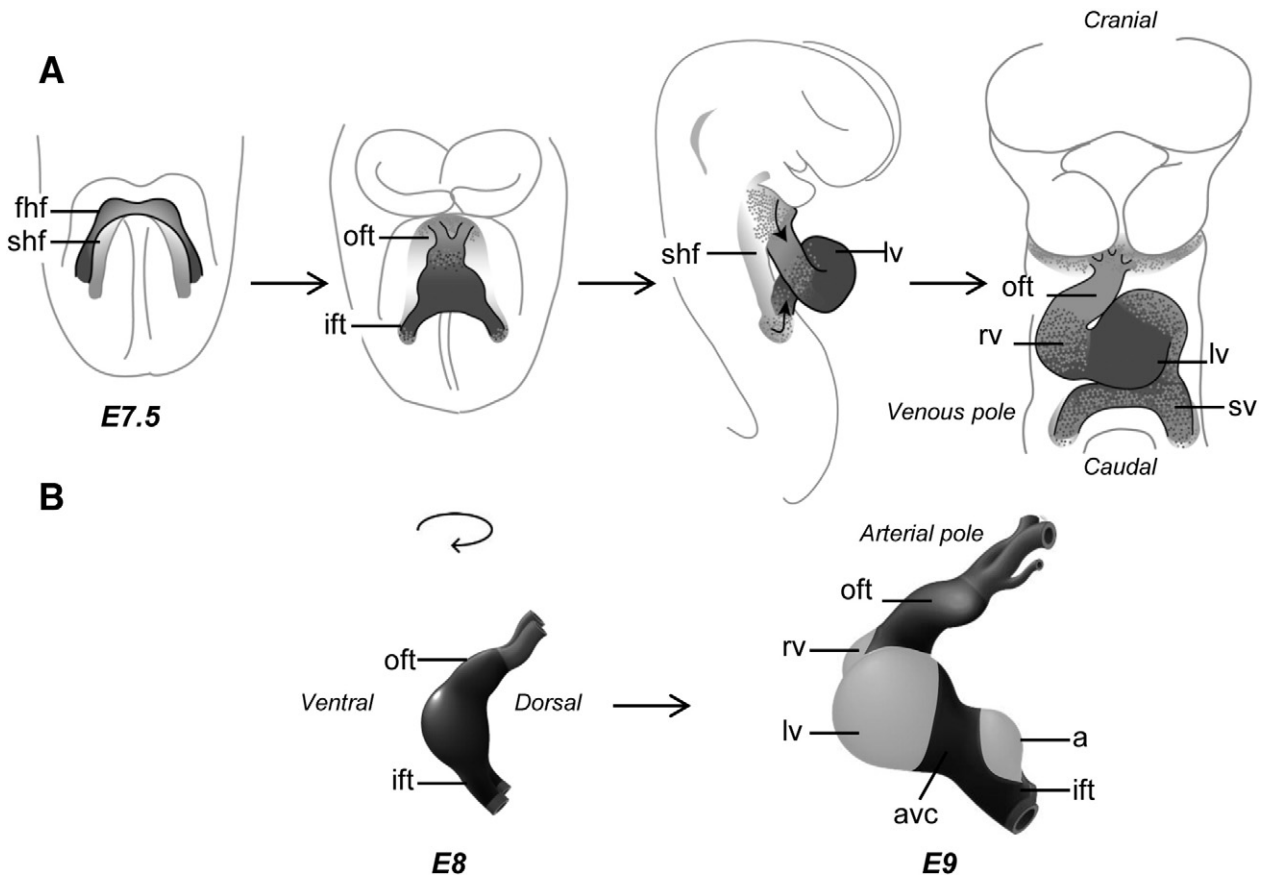 A
Cranial
fhf
shf
oft
ift
E7.5
shf
lv
oft
rv
lv
Venous pole
sv
Caudal
B
Arterial pole
oft
Ventral
Dorsal
ift
E8
oft
rv
lv
a
ift
avc
E9